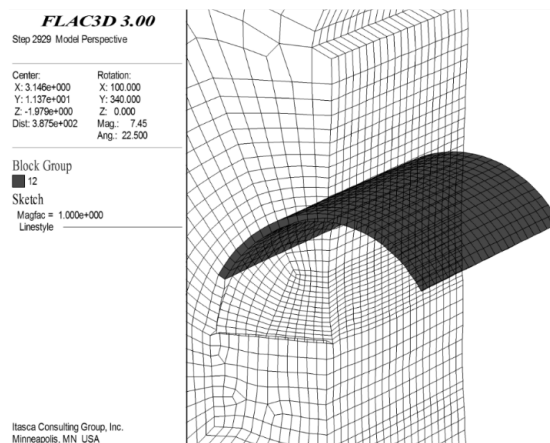 FLAC3D 3.00
Step 2929 Model Perspective
Center:
X: 3.146e+000
Y: 1.137e+001
Z: -1.979e+000
Dist: 3.875e+002
Rotation:
X: 100.000
Y: 340.000
Z: 0.000
Mag.: 7.45
Ang.: 22.500
Block Group
12
Sketch
Magfac = 1.000e+000
Linestyle
Itasca Consulting Group, Inc.
Minneapolis, MN USA